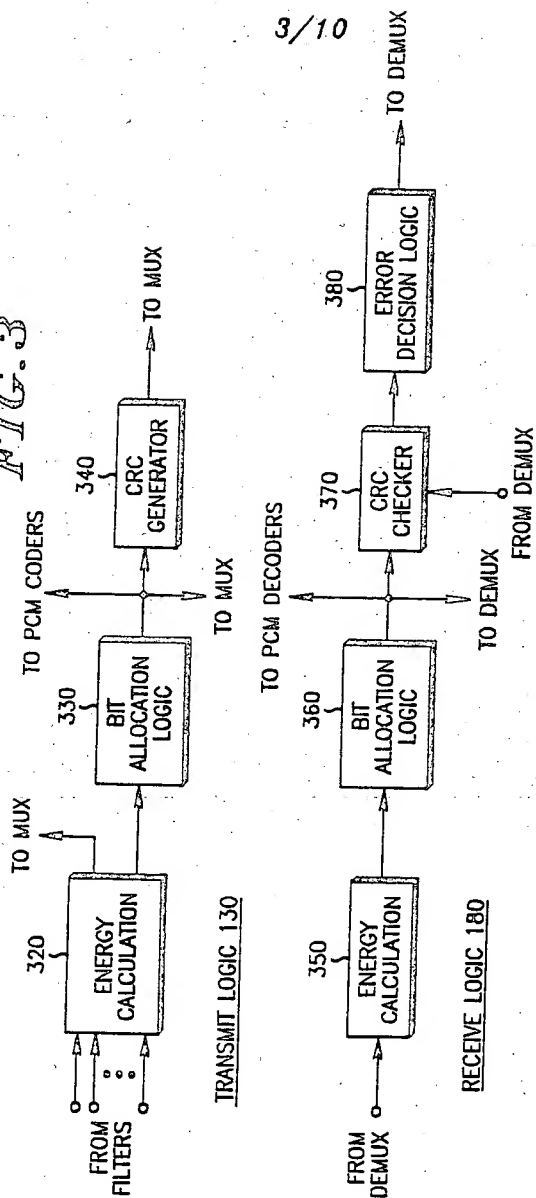 3/10
FIG. 3
FROM
FILTERS
320
ENERGY
CALCULATION
TO MUX
330
BIT
ALLOCATION
LOGIC
TO PCM CODERS
TO MUX
340
CRC
GENERATOR
TO MUX
TRANSMIT LOGIC 130
FROM
DEMUX
350
ENERGY
CALCULATION
360
BIT
ALLOCATION
LOGIC
TO PCM DECODERS
TO DEMUX
370
CRC
CHECKER
FROM DEMUX
380
ERROR
DECISION
LOGIC
TO DEMUX
RECEIVE LOGIC 180